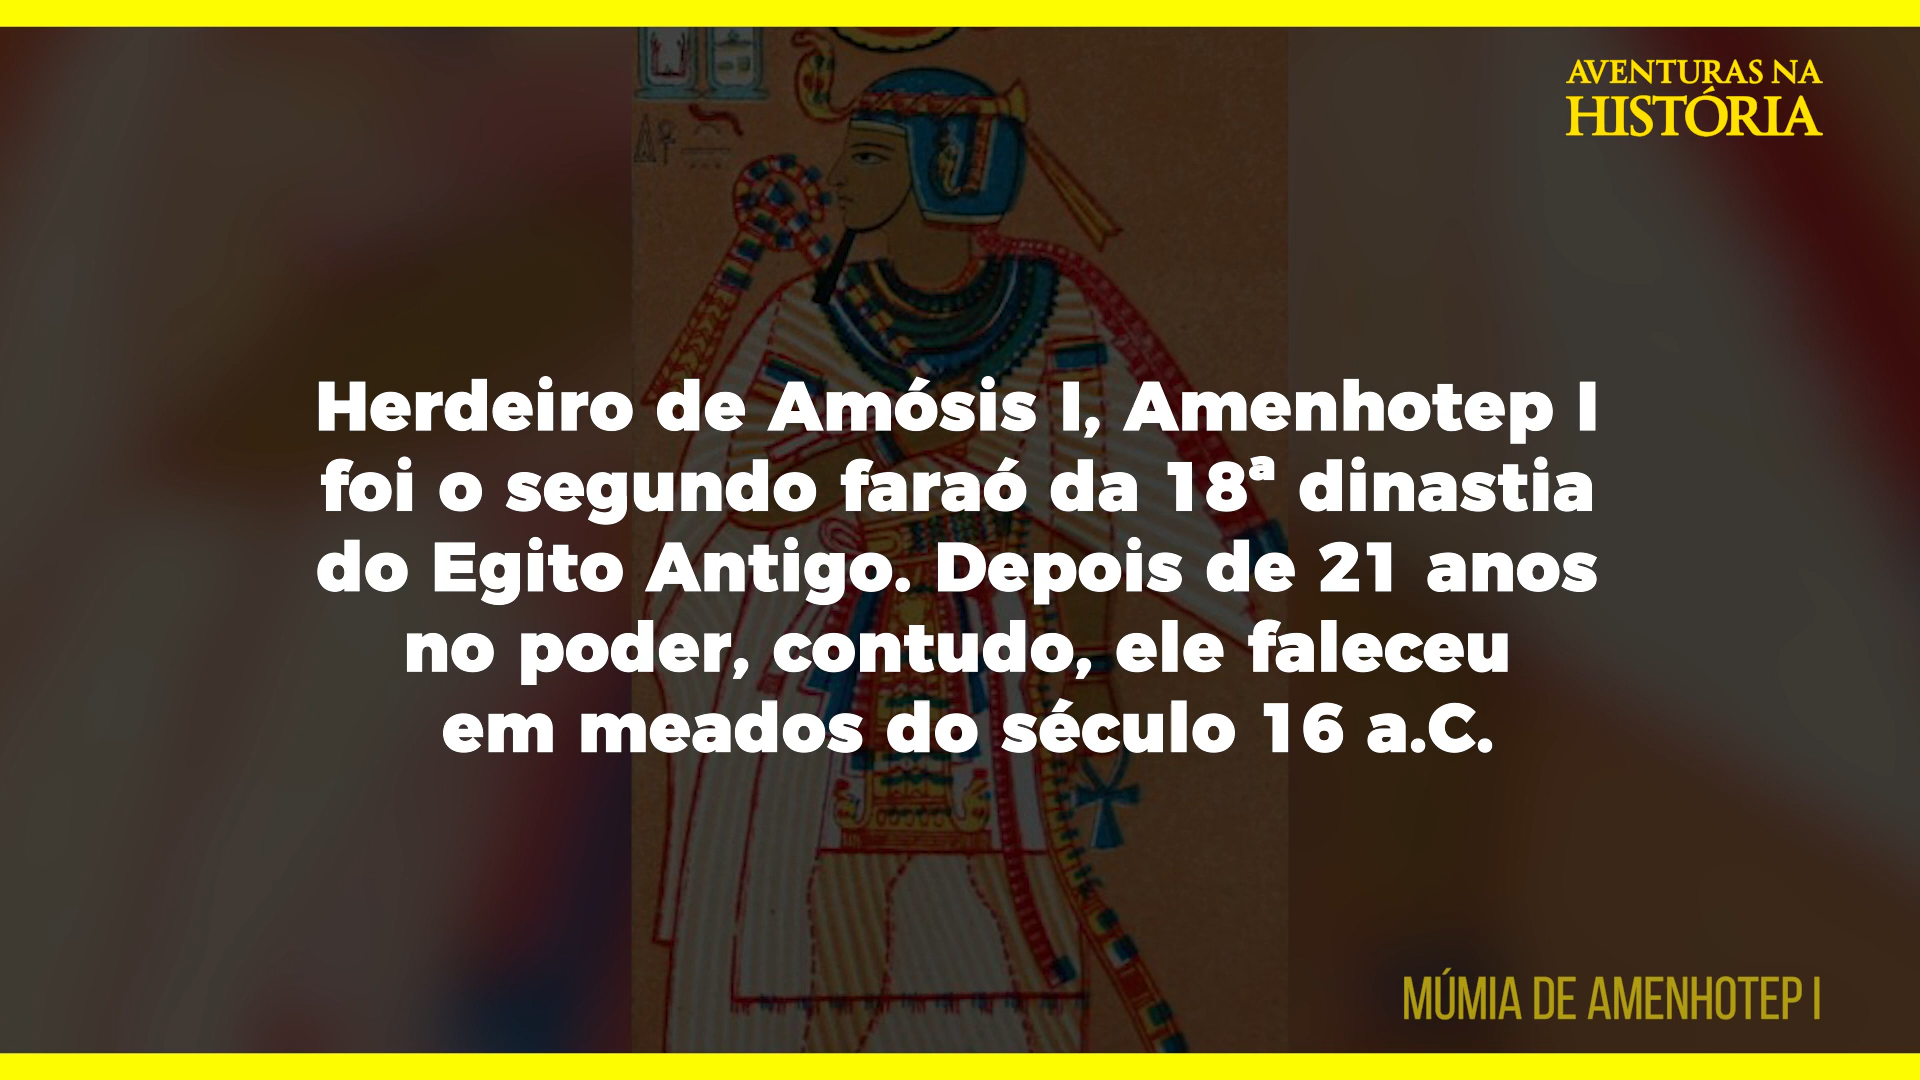 AVENTURAS NA
HISTÓRIA
Herdeiro de Amósis I, Amenhotep I
foi o segundo faraó da 18ª dinastia
do Egito Antigo. Depois de 21 anos
no poder, contudo, ele faleceu
em meados do século 16 a.C.
MÚMIA DE AMENHOTEP I